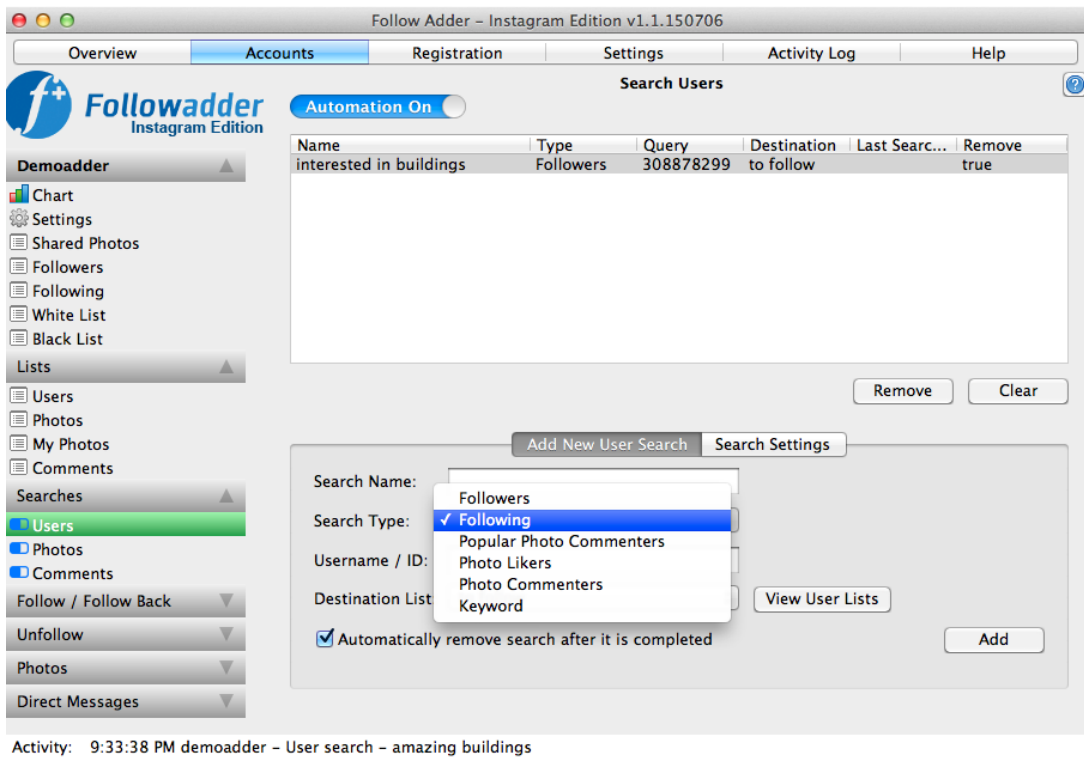 Follow Adder – Instagram Edition v1.1.150706
Overview Accounts Registration Settings Activity Log Help
f+ Followadder
Instagram Edition
Search Users
?
Automation On
Name Type Query Destination Last Searc... Remove
interested in buildings Followers 308878299 to follow true
Demoadder
Chart
Settings
Shared Photos
Followers
Following
White List
Black List
Lists
Users
Photos
My Photos
Comments
Searches
Users
Photos
Comments
Follow / Follow Back
Unfollow
Photos
Direct Messages
Remove Clear
Add New User Search Search Settings
Search Name:
Search Type:
Username / ID:
Destination List
Followers
✓ Following
Popular Photo Commenters
Photo Likers
Photo Commenters
Keyword
View User Lists
Automatically remove search after it is completed
Add
Activity: 9:33:38 PM demoadder – User search – amazing buildings